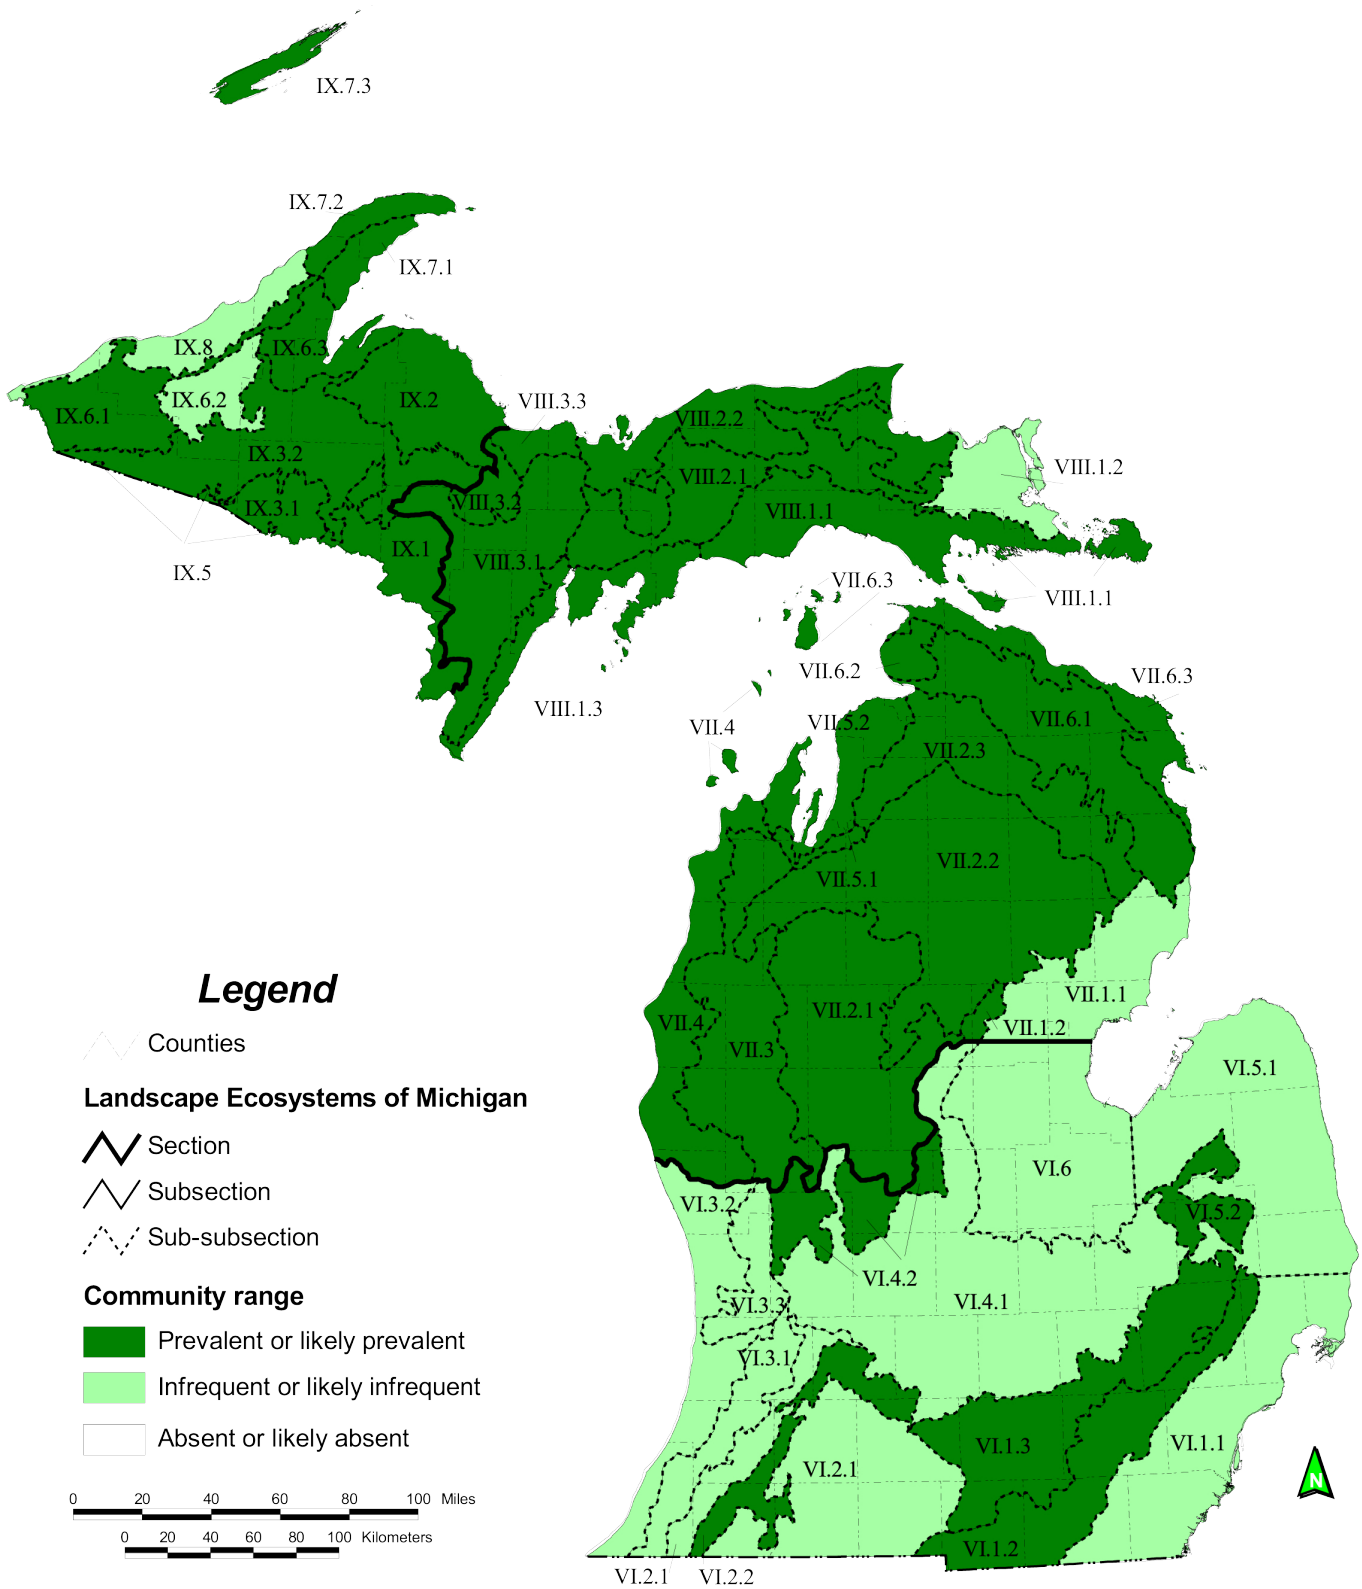 IX.7.3
IX.7.2
IX.7.1
IX.8
IX.6.3
IX.6.2
IX.6.1
IX.2
VIII.3.3
VIII.2.2
IX.3.2
VIII.2.1
VIII.1.2
IX.3.1
VIII.3.2
VIII.1.1
IX.1
VIII.3.1
IX.5
VII.6.3
VIII.1.1
VII.6.2
VII.6.3
VIII.1.3
VII.4
VII.5.2
VII.6.1
VII.2.3
VII.2.2
VII.5.1
VII.1.1
VII.2.1
VII.4
VII.1.2
VII.3
VI.5.1
VI.6
VI.3.2
VI.5.2
VI.4.2
VI.4.1
VI.3.3
VI.3.1
VI.1.3
VI.1.1
VI.2.1
VI.1.2
VI.2.1
VI.2.2
Legend
Counties
Landscape Ecosystems of Michigan
Section
Subsection
Sub-subsection
Community range
Prevalent or likely prevalent
Infrequent or likely infrequent
Absent or likely absent
0 20 40 60 80 100 Miles
0 20 40 60 80 100 Kilometers
N